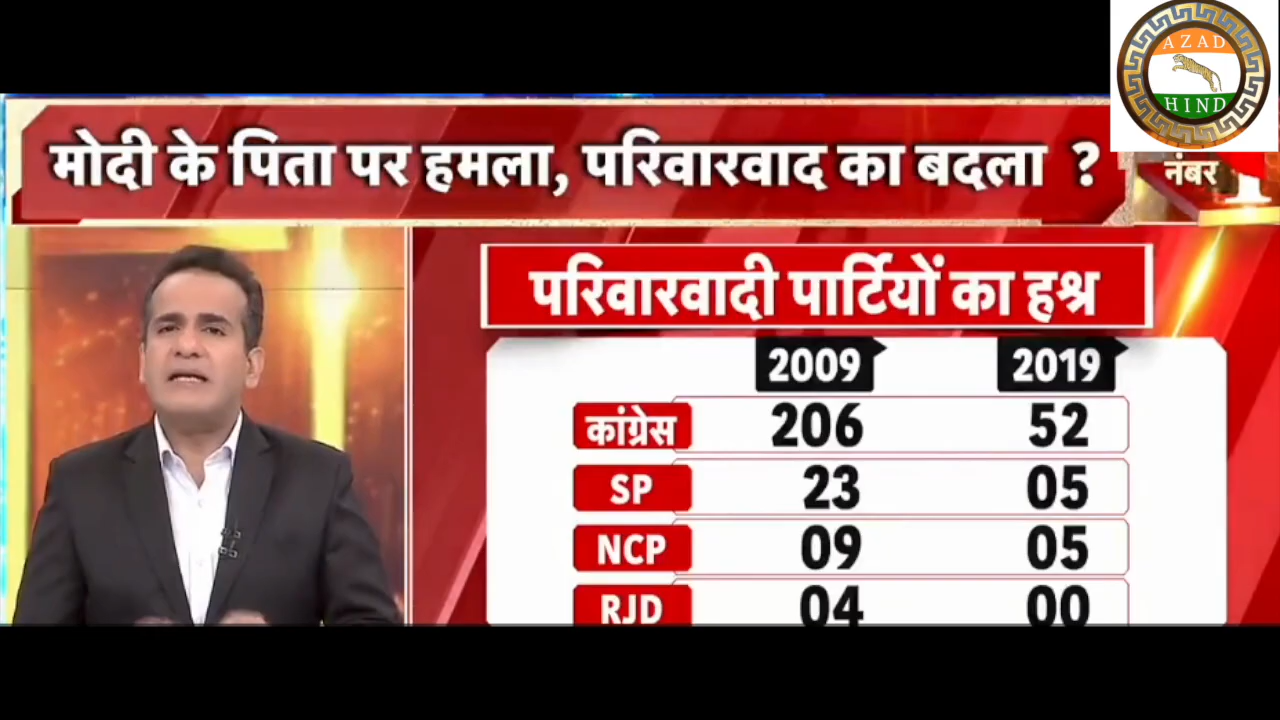 AZAD
HIND
मोदी के पिता पर हमला, परिवारवाद का बदला ?
नंबर
परिवारवादी पार्टियों का हश्र
2009 2019
कांग्रेस 206 52
SP 23 05
NCP 09 05
RJD 04 00